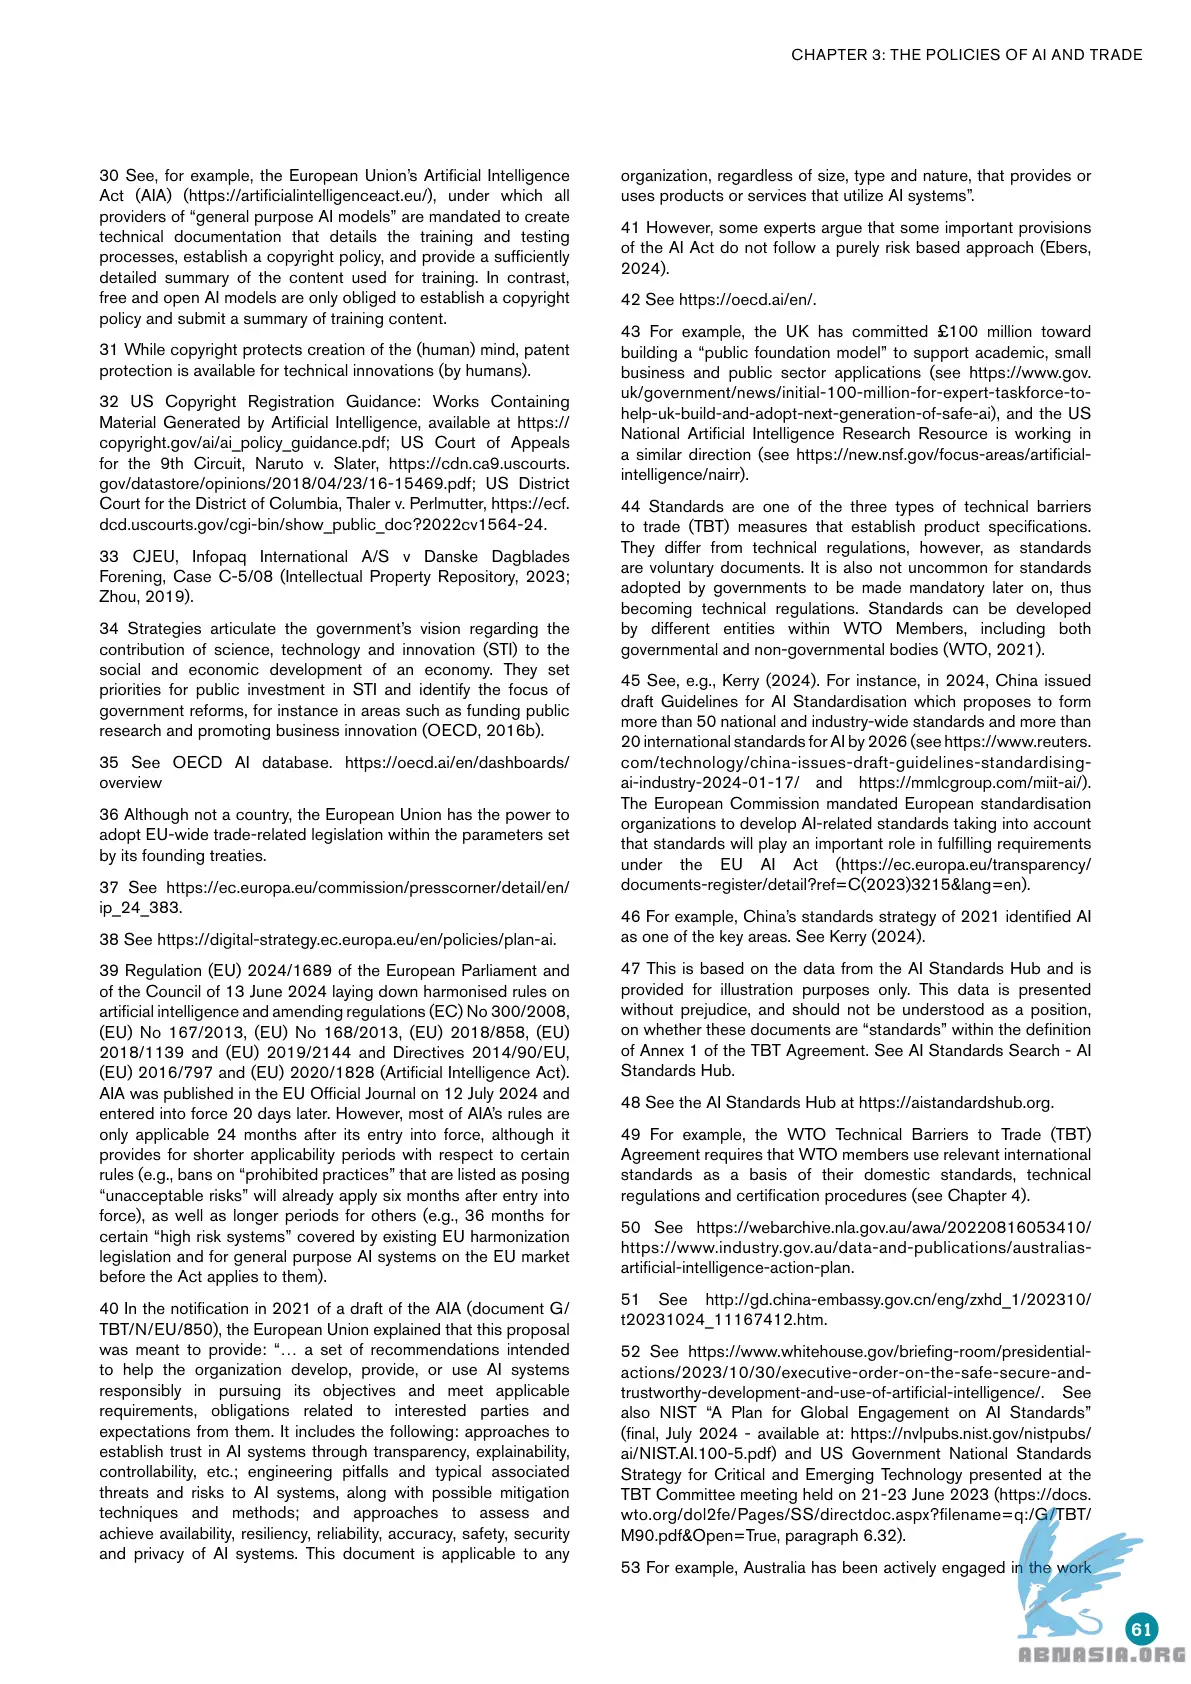 CHAPTER 3: THE POLICIES OF AI AND TRADE
30 See, for example, the European Union’s Artificial Intelligence
Act (AIA) (https://artificialintelligenceact.eu/), under which all
providers of “general purpose AI models” are mandated to create
technical documentation that details the training and testing
processes, establish a copyright policy, and provide a sufficiently
detailed summary of the content used for training. In contrast,
free and open AI models are only obliged to establish a copyright
policy and submit a summary of training content.
31 While copyright protects creation of the (human) mind, patent
protection is available for technical innovations (by humans).
32 US Copyright Registration Guidance: Works Containing
Material Generated by Artificial Intelligence, available at https://
copyright.gov/ai/ai_policy_guidance.pdf; US Court of Appeals
for the 9th Circuit, Naruto v. Slater, https://cdn.ca9.uscourts.
gov/datastore/opinions/2018/04/23/16-15469.pdf; US District
Court for the District of Columbia, Thaler v. Perlmutter, https://ecf.
dcd.uscourts.gov/cgi-bin/show_public_doc?2022cv1564-24.
33 CJEU, Infopaq International A/S v Danske Dagblades
Forening, Case C-5/08 (Intellectual Property Repository, 2023;
Zhou, 2019).
34 Strategies articulate the government’s vision regarding the
contribution of science, technology and innovation (STI) to the
social and economic development of an economy. They set
priorities for public investment in STI and identify the focus of
government reforms, for instance in areas such as funding public
research and promoting business innovation (OECD, 2016b).
35 See OECD AI database. https://oecd.ai/en/dashboards/
overview
36 Although not a country, the European Union has the power to
adopt EU-wide trade-related legislation within the parameters set
by its founding treaties.
37 See https://ec.europa.eu/commission/presscorner/detail/en/
ip_24_383.
38 See https://digital-strategy.ec.europa.eu/en/policies/plan-ai.
39 Regulation (EU) 2024/1689 of the European Parliament and
of the Council of 13 June 2024 laying down harmonised rules on
artificial intelligence and amending regulations (EC) No 300/2008,
(EU) No 167/2013, (EU) No 168/2013, (EU) 2018/858, (EU)
2018/1139 and (EU) 2019/2144 and Directives 2014/90/EU,
(EU) 2016/797 and (EU) 2020/1828 (Artificial Intelligence Act).
AIA was published in the EU Official Journal on 12 July 2024 and
entered into force 20 days later. However, most of AIA’s rules are
only applicable 24 months after its entry into force, although it
provides for shorter applicability periods with respect to certain
rules (e.g., bans on “prohibited practices” that are listed as posing
“unacceptable risks” will already apply six months after entry into
force), as well as longer periods for others (e.g., 36 months for
certain “high risk systems” covered by existing EU harmonization
legislation and for general purpose AI systems on the EU market
before the Act applies to them).
40 In the notification in 2021 of a draft of the AIA (document G/
TBT/N/EU/850), the European Union explained that this proposal
was meant to provide: “… a set of recommendations intended
to help the organization develop, provide, or use AI systems
responsibly in pursuing its objectives and meet applicable
requirements, obligations related to interested parties and
expectations from them. It includes the following: approaches to
establish trust in AI systems through transparency, explainability,
controllability, etc.; engineering pitfalls and typical associated
threats and risks to AI systems, along with possible mitigation
techniques and methods; and approaches to assess and
achieve availability, resiliency, reliability, accuracy, safety, security
and privacy of AI systems. This document is applicable to any
organization, regardless of size, type and nature, that provides or
uses products or services that utilize AI systems”.
41 However, some experts argue that some important provisions
of the AI Act do not follow a purely risk based approach (Ebers,
2024).
42 See https://oecd.ai/en/.
43 For example, the UK has committed £100 million toward
building a “public foundation model” to support academic, small
business and public sector applications (see https://www.gov.
uk/government/news/initial-100-million-for-expert-taskforce-to-
help-uk-build-and-adopt-next-generation-of-safe-ai), and the US
National Artificial Intelligence Research Resource is working in
a similar direction (see https://new.nsf.gov/focus-areas/artificial-
intelligence/nairr).
44 Standards are one of the three types of technical barriers
to trade (TBT) measures that establish product specifications.
They differ from technical regulations, however, as standards
are voluntary documents. It is also not uncommon for standards
adopted by governments to be made mandatory later on, thus
becoming technical regulations. Standards can be developed
by different entities within WTO Members, including both
governmental and non-governmental bodies (WTO, 2021).
45 See, e.g., Kerry (2024). For instance, in 2024, China issued
draft Guidelines for AI Standardisation which proposes to form
more than 50 national and industry-wide standards and more than
20 international standards for AI by 2026 (see https://www.reuters.
com/technology/china-issues-draft-guidelines-standardising-
ai-industry-2024-01-17/ and https://mmlcgroup.com/miit-ai/).
The European Commission mandated European standardisation
organizations to develop AI-related standards taking into account
that standards will play an important role in fulfilling requirements
under the EU AI Act (https://ec.europa.eu/transparency/
documents-register/detail?ref=C(2023)3215&lang=en).
46 For example, China’s standards strategy of 2021 identified AI
as one of the key areas. See Kerry (2024).
47 This is based on the data from the AI Standards Hub and is
provided for illustration purposes only. This data is presented
without prejudice, and should not be understood as a position,
on whether these documents are “standards” within the definition
of Annex 1 of the TBT Agreement. See AI Standards Search - AI
Standards Hub.
48 See the AI Standards Hub at https://aistandardshub.org.
49 For example, the WTO Technical Barriers to Trade (TBT)
Agreement requires that WTO members use relevant international
standards as a basis of their domestic standards, technical
regulations and certification procedures (see Chapter 4).
50 See https://webarchive.nla.gov.au/awa/20220816053410/
https://www.industry.gov.au/data-and-publications/australias-
artificial-intelligence-action-plan.
51 See http://gd.china-embassy.gov.cn/eng/zxhd_1/202310/
t20231024_11167412.htm.
52 See https://www.whitehouse.gov/briefing-room/presidential-
actions/2023/10/30/executive-order-on-the-safe-secure-and-
trustworthy-development-and-use-of-artificial-intelligence/. See
also NIST “A Plan for Global Engagement on AI Standards”
(final, July 2024 - available at: https://nvlpubs.nist.gov/nistpubs/
ai/NIST.AI.100-5.pdf) and US Government National Standards
Strategy for Critical and Emerging Technology presented at the
TBT Committee meeting held on 21-23 June 2023 (https://docs.
wto.org/dol2fe/Pages/SS/directdoc.aspx?filename=q:/G/TBT/
M90.pdf&Open=True, paragraph 6.32).
53 For example, Australia has been actively engaged in the work
61
ABNASIA.ORG